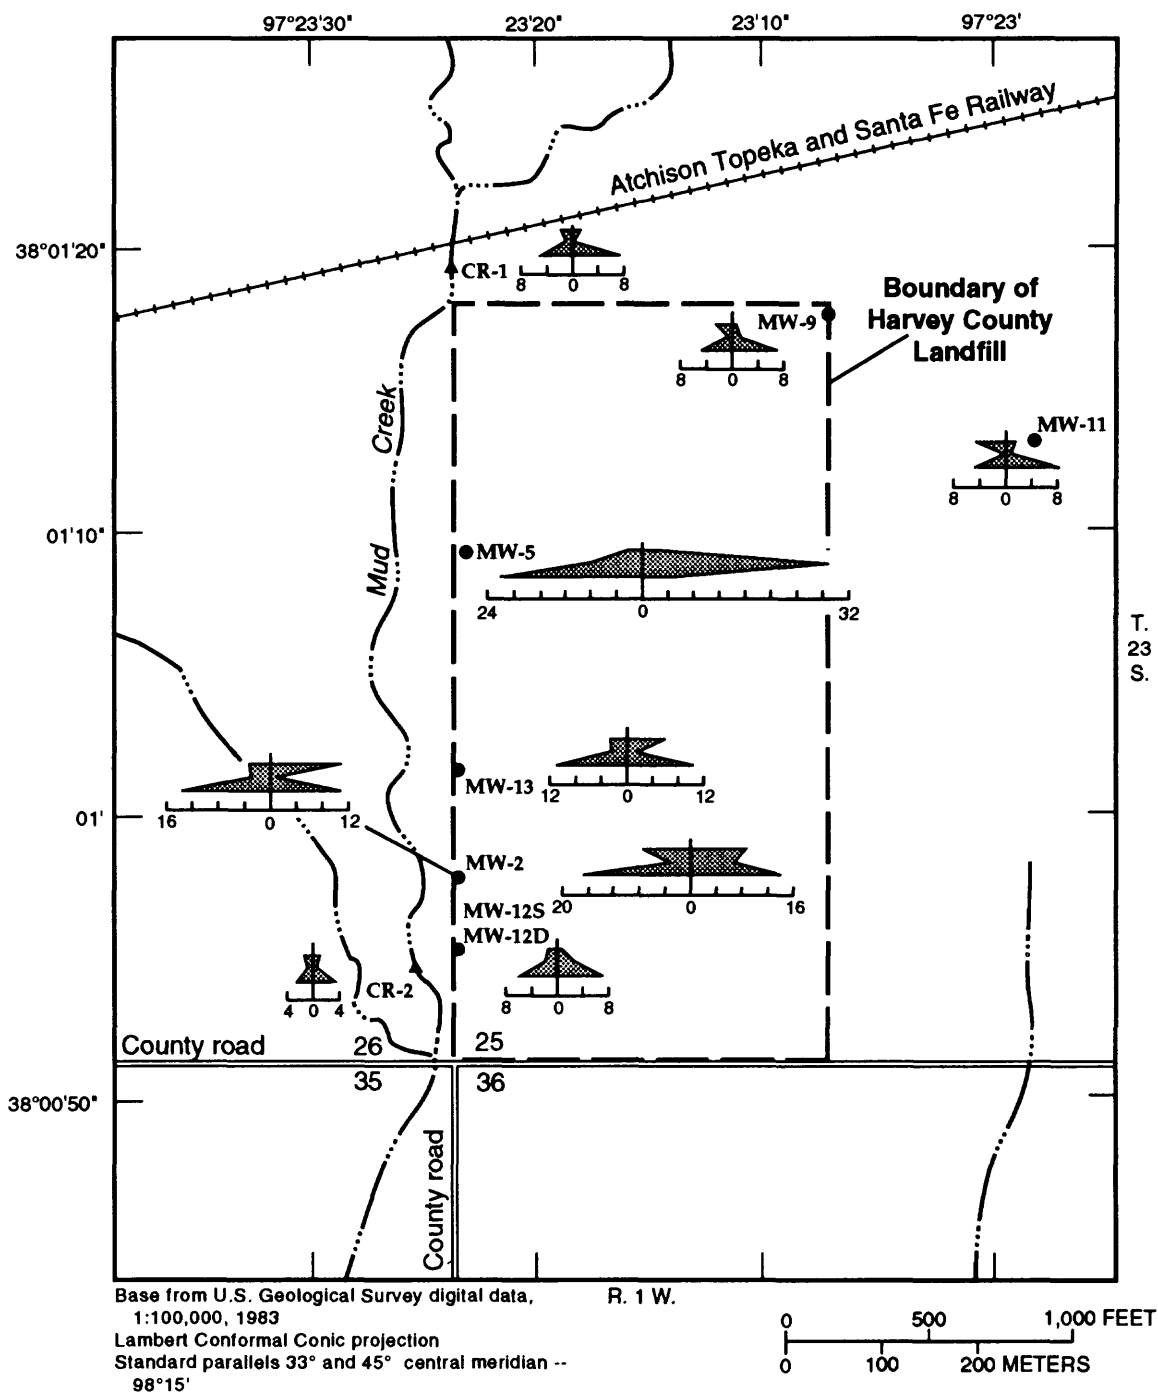 97°23'30" 23'20" 23'10" 97°23'
Atchison Topeka and Santa Fe Railway
38°01'20"
CR-1
8 0 8
Boundary of
Harvey County
Landfill
MW-9
8 0 8
MW-11
8 0 8
Creek
Mud
01'10"
MW-5
24 0 32
T.
23
S.
MW-13
12 0 12
16 0 12
01'
MW-2
20 0 16
MW-12S
MW-12D
8 0 8
CR-2
4 0 4
County road 26 25
35 36
38°00'50"
County road
Base from U.S. Geological Survey digital data,
1:100,000, 1983
Lambert Conformal Conic projection
Standard parallels 33° and 45° central meridian --
98°15'
R. 1 W.
0 500 1,000 FEET
0 100 200 METERS